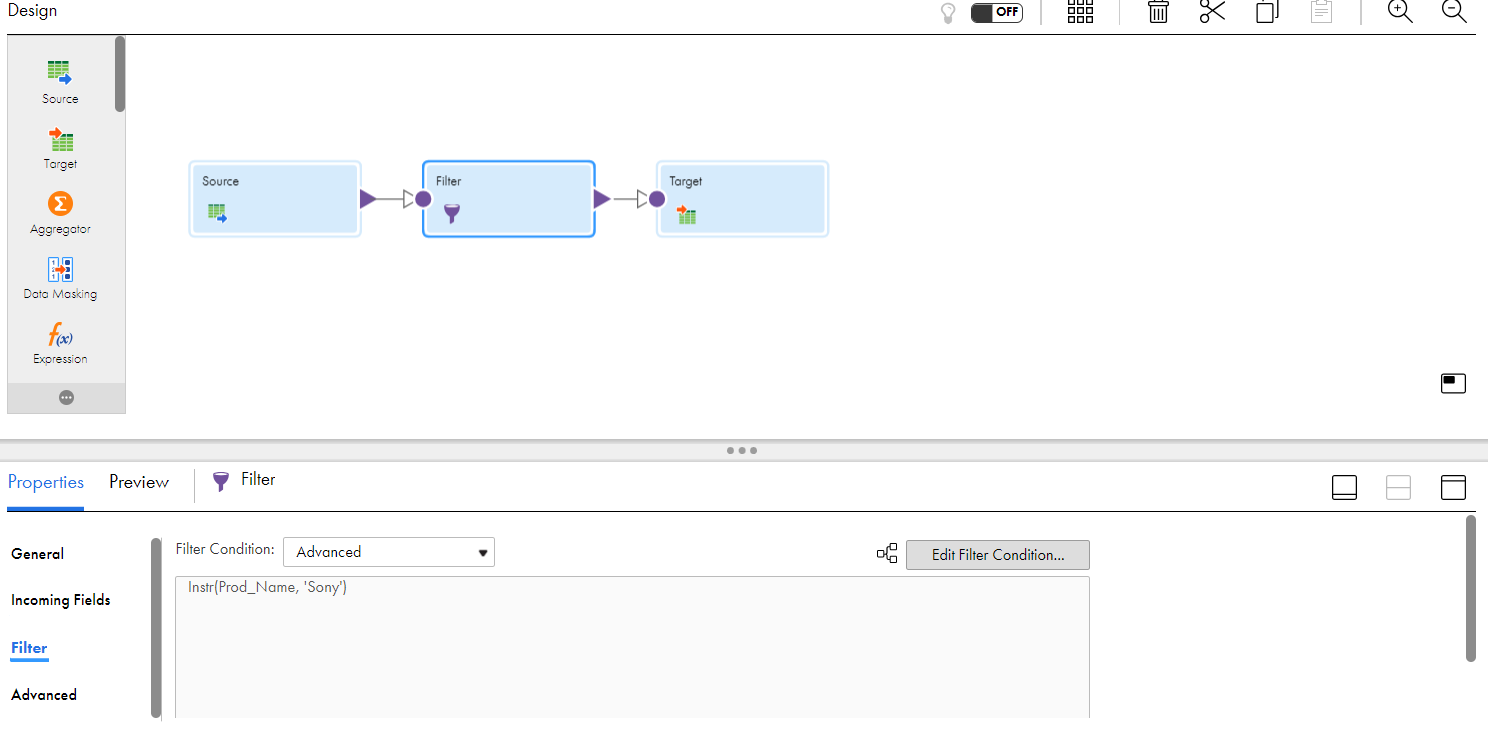 Design
OFF
Source
Target
Aggregator
Data Masking
Expression
Source
Filter
Target
Properties
Preview
Filter
General
Incoming Fields
Filter
Advanced
Filter Condition:
Advanced
Edit Filter Condition...
Instr(Prod_Name, 'Sony')